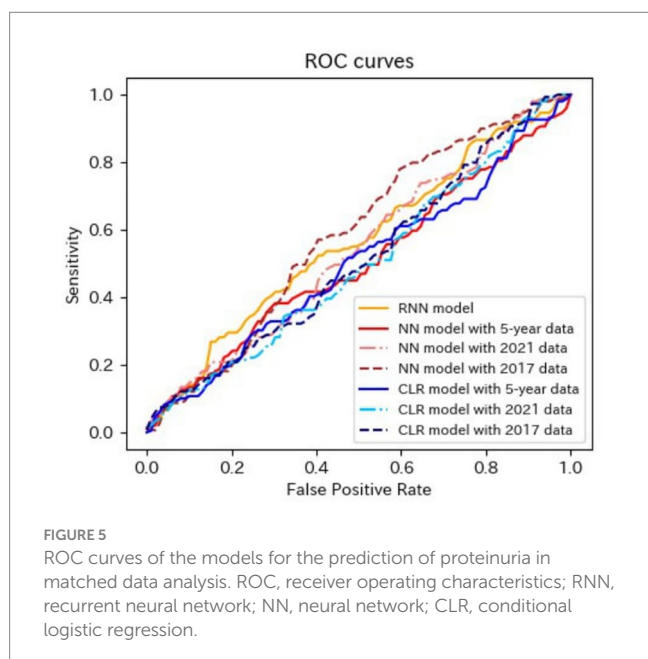 ROC curves
1.0
0.8
0.6
0.4
0.2
0.0
Sensitivity
RNN model
NN model with 5-year data
NN model with 2021 data
NN model with 2017 data
CLR model with 5-year data
CLR model with 2021 data
CLR model with 2017 data
0.0 0.2 0.4 0.6 0.8 1.0
False Positive Rate
FIGURE 5
ROC curves of the models for the prediction of proteinuria in
matched data analysis. ROC, receiver operating characteristics; RNN,
recurrent neural network; NN, neural network; CLR, conditional
logistic regression.